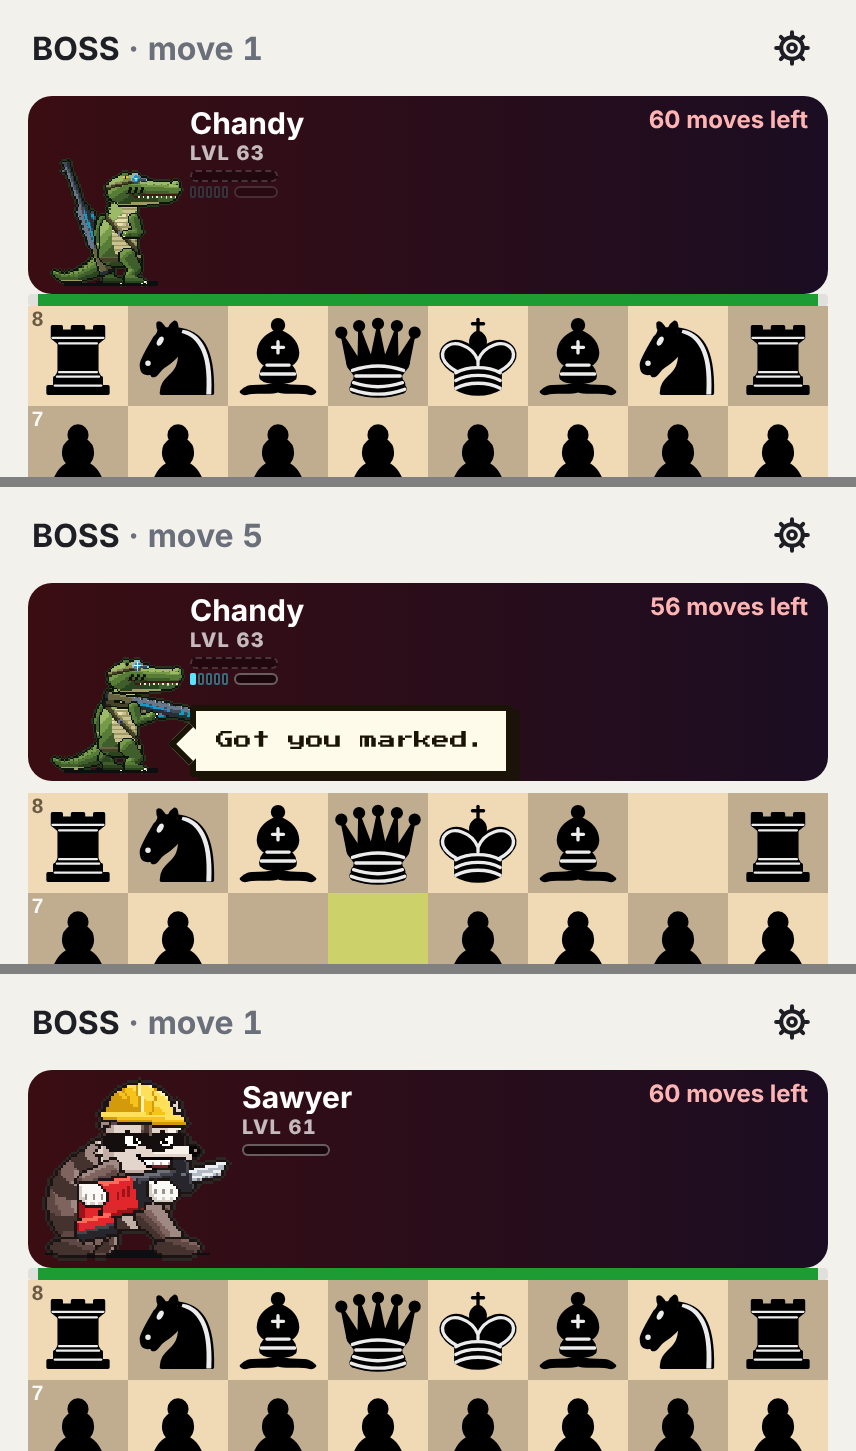 BOSS · move 1
Chandy
60 moves left
LVL 63
8
7
BOSS · move 5
Chandy
56 moves left
LVL 63
Got you marked.
8
7
BOSS · move 1
Sawyer
60 moves left
LVL 61
8
7